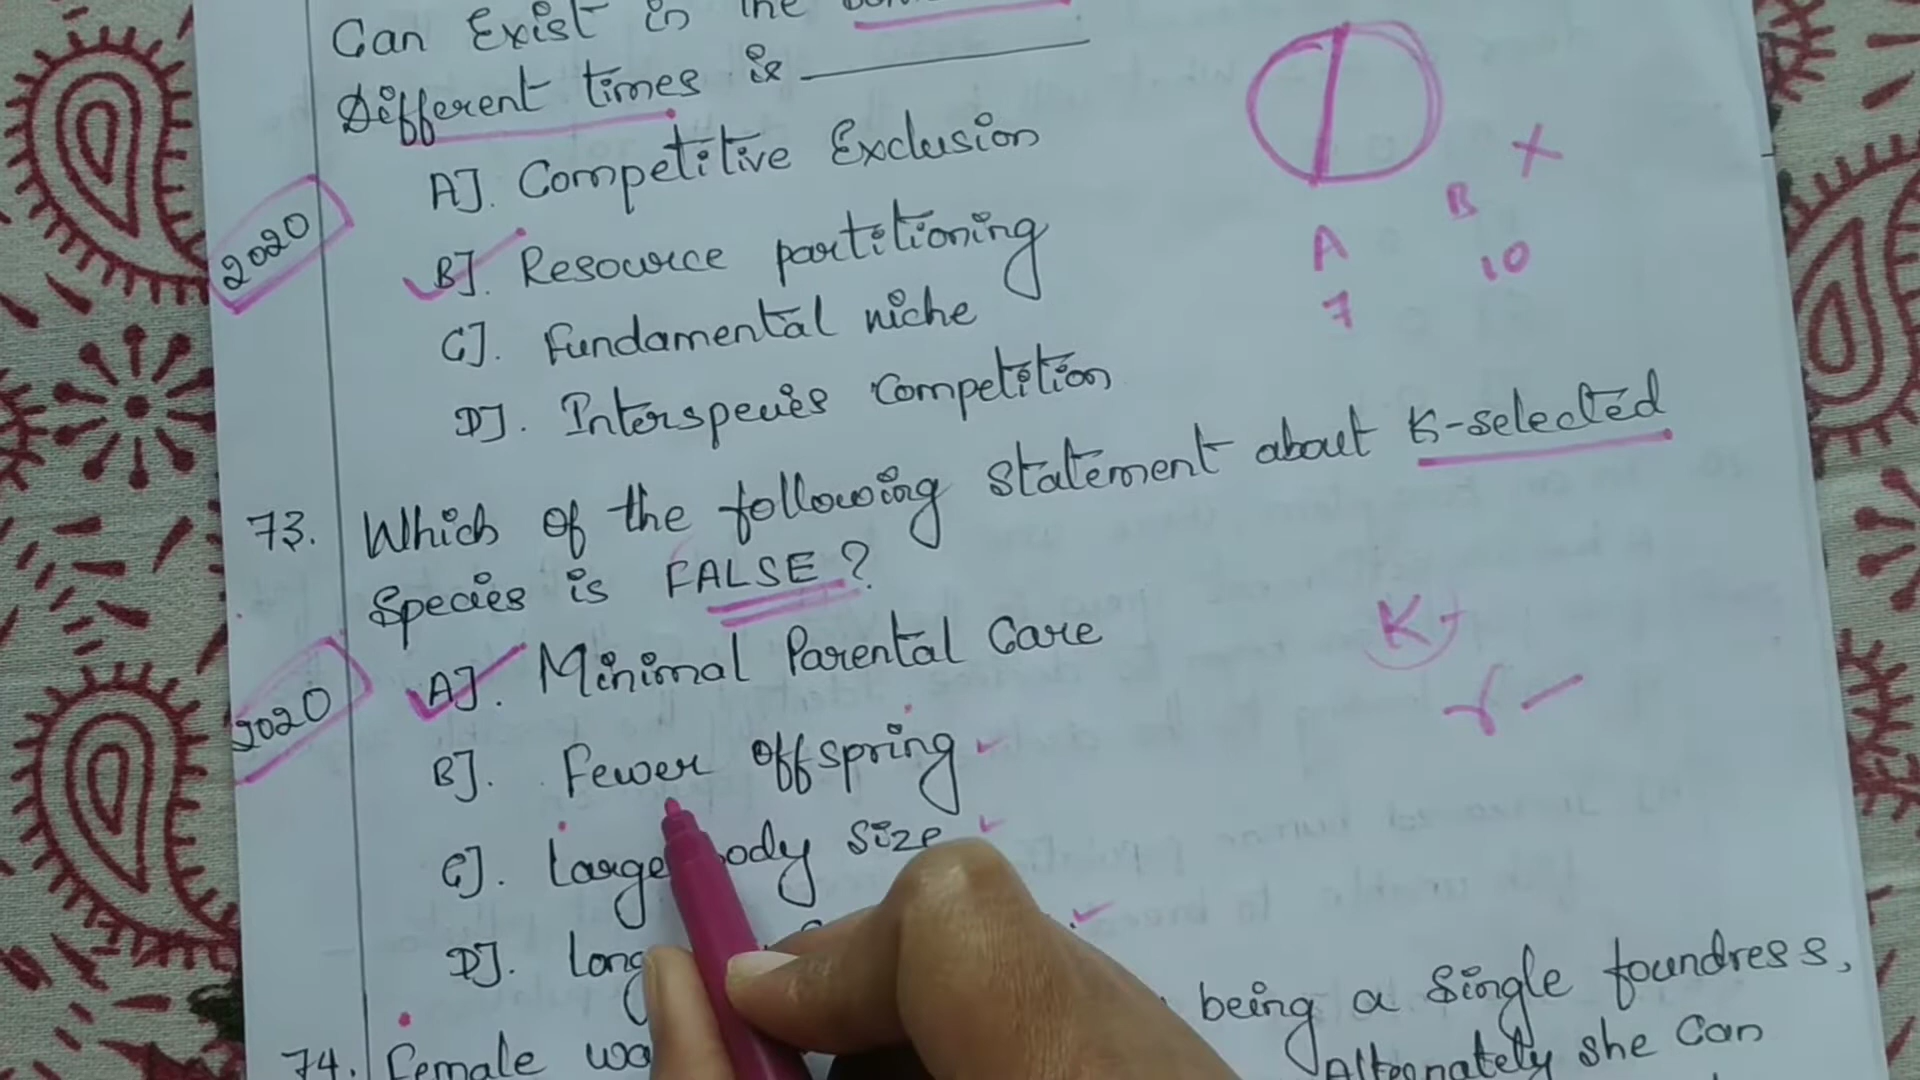 Can Exist in the
Different times is ________
A]. Competitive Exclusion
B]. Resource partitioning
C]. Fundamental niche
D]. Interspecies Competition
2020
A
B
X
7
10
73. Which of the following Statement about K-selected
Species is FALSE?
A]. Minimal Parental Care
B]. Fewer offspring
C]. Large body Size
D]. Long
2020
K+
r-
74. Female
being a Single foundress,
Alternately she can